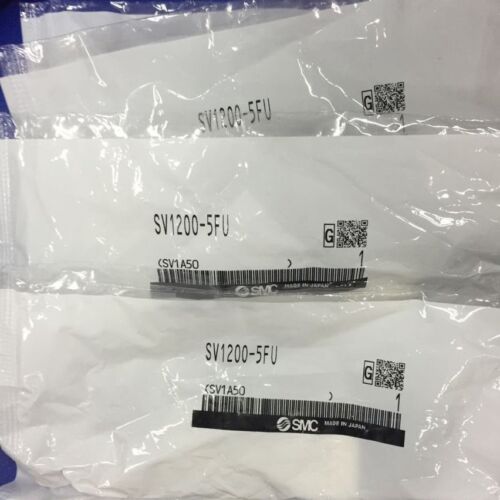 SV1200-5FU
G
1
SV1200-5FU
G
(SV1A50 )
1
SMC MADE IN JAPAN
SV1200-5FU
G
(SV1A50 )
1
SMC MADE IN JAPAN